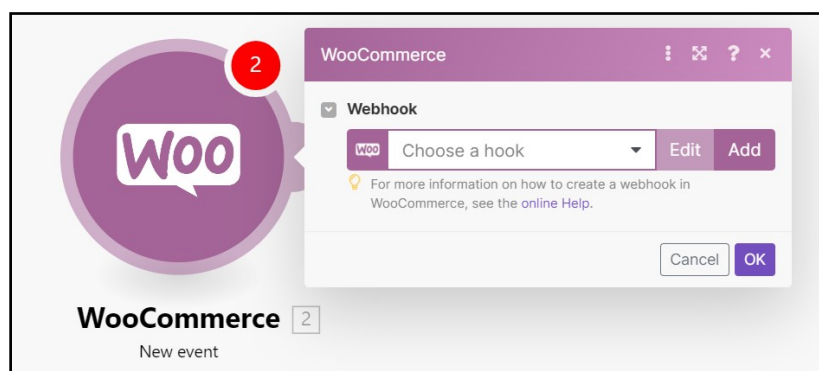 2
WOO
WooCommerce
2
New event
WooCommerce
?
Webhook
WOO
Choose a hook
Edit
Add
For more information on how to create a webhook in
WooCommerce, see the online Help.
Cancel
OK